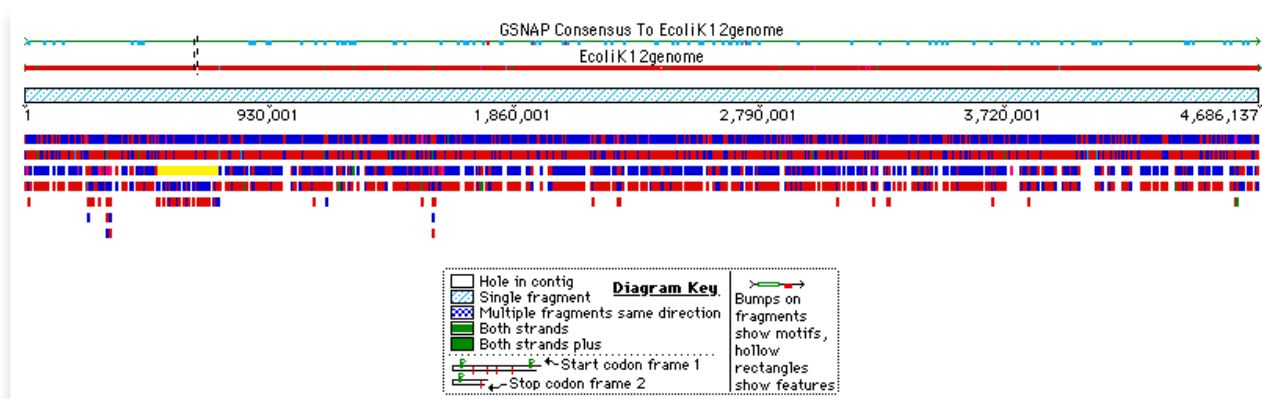 GSNAP Consensus To EcoliK12genome
EcoliK12genome
1 930,001 1,860,001 2,790,001 3,720,001 4,686,137
Diagram Key
Hole in contig
Single fragment
Multiple fragments same direction
Both strands
Both strands plus
Start codon frame 1
Stop codon frame 2
Bumps on
fragments
show motifs,
hollow
rectangles
show features